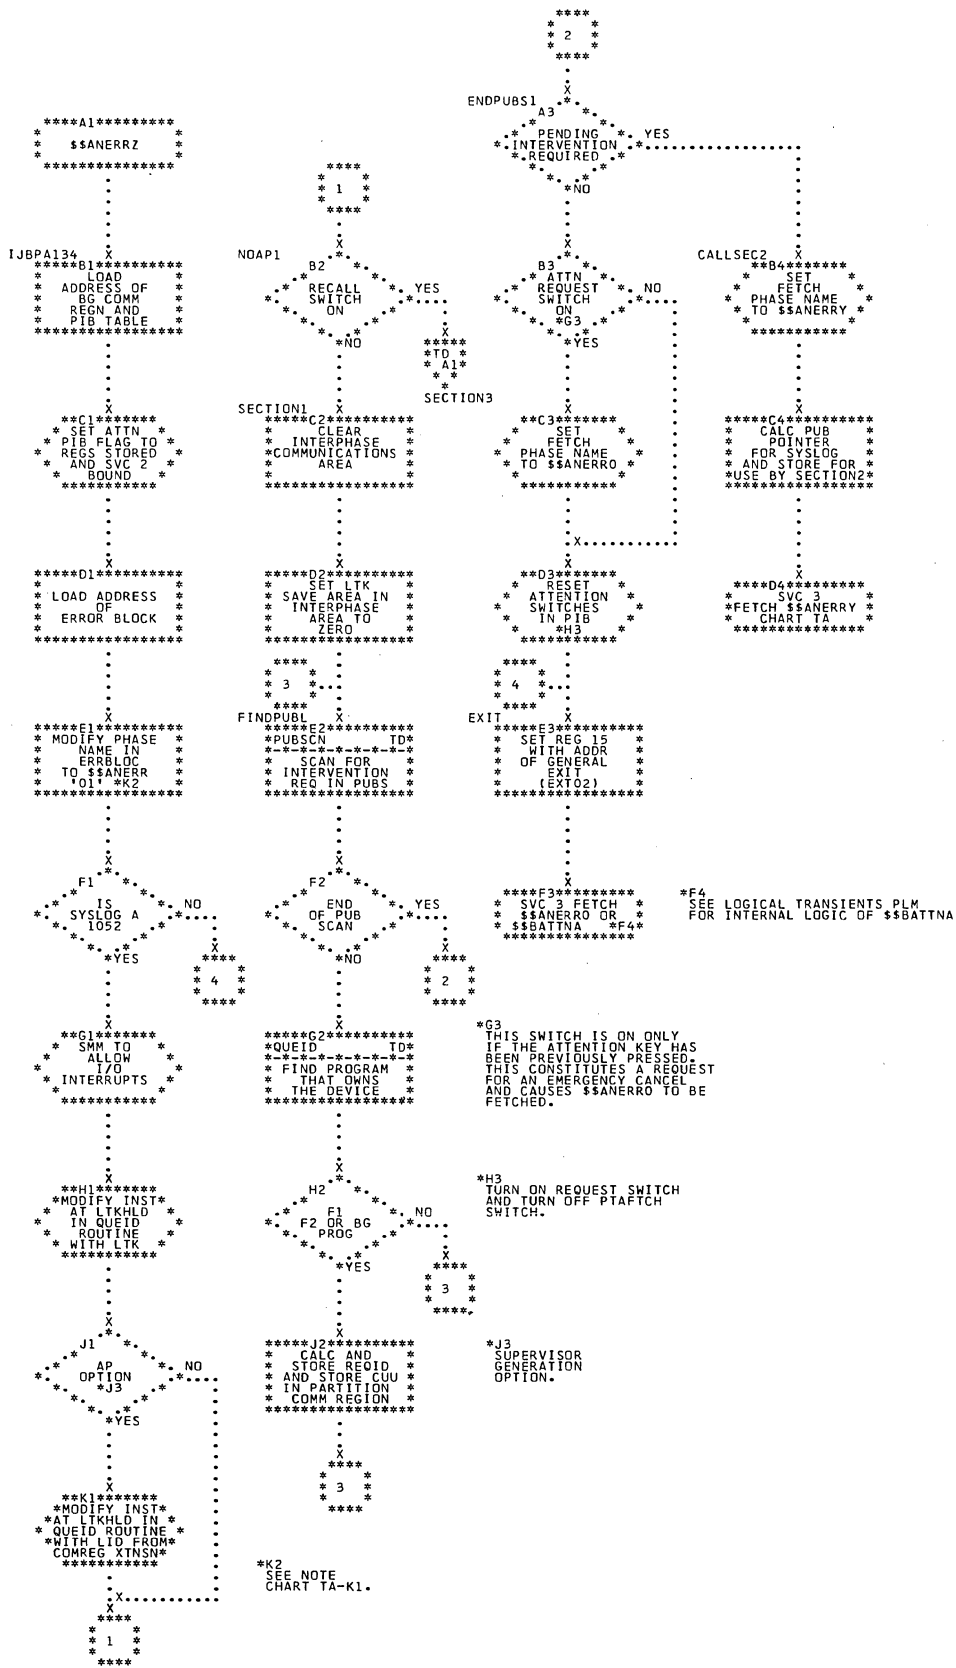 A1
$$ANERRZ
IJBPA134
B1
LOAD
ADDRESS OF
BG COMM
REGN AND
PIB TABLE
C1
SET ATTN
PIB FLAG TO
REGS STORED
AND SVC 2
BOUND
D1
LOAD ADDRESS
OF
ERROR BLOCK
E1
MODIFY PHASE
NAME IN
ERRBLOC
TO $$ANERR
'01' *K2
F1
IS
SYSLOG A
1052
NO
YES
4
G1
SMM TO
ALLOW
I/O
INTERRUPTS
H1
MODIFY INST
AT LTKHLD
IN QUEID
ROUTINE
WITH LTK
J1
AP
OPTION
*J3
NO
YES
K1
MODIFY INST
AT LTKHLD IN
QUEID ROUTINE
WITH LID FROM
COMREG XTNSN
1
1
NOAP1
B2
RECALL
SWITCH
ON
YES
NO
TD
A1
SECTION3
SECTION1
C2
CLEAR
INTERPHASE
COMMUNICATIONS
AREA
D2
SET LTK
SAVE AREA IN
INTERPHASE
AREA TO
ZERO
3
FINDPUBL
E2
PUBSCN TD
SCAN FOR
INTERVENTION
REQ IN PUBS
F2
END
OF PUB
SCAN
YES
NO
2
G2
QUEID TD
FIND PROGRAM
THAT OWNS
THE DEVICE
H2
F1
F2 OR BG
PROG
NO
YES
3
J2
CALC AND
STORE REQID
AND STORE CUU
IN PARTITION
COMM REGION
3
*K2
SEE NOTE
CHART TA-K1.
2
ENDPUBS1
A3
PENDING
INTERVENTION
REQUIRED
YES
NO
B3
ATTN
REQUEST
SWITCH
ON
*G3
NO
YES
C3
SET
FETCH
PHASE NAME
TO $$ANERRO
D3
RESET
ATTENTION
SWITCHES
IN PIB
*H3
4
EXIT
E3
SET REG 15
WITH ADDR
OF GENERAL
EXIT
(EXT02)
F3
SVC 3 FETCH
$$ANERRO OR
$$BATTNA *F4
*G3
THIS SWITCH IS ON ONLY
IF THE ATTENTION KEY HAS
BEEN PREVIOUSLY PRESSED.
THIS CONSTITUTES A REQUEST
FOR AN EMERGENCY CANCEL
AND CAUSES $$ANERRO TO BE
FETCHED.
*H3
TURN ON REQUEST SWITCH
AND TURN OFF PTAFTCH
SWITCH.
*J3
SUPERVISOR
GENERATION
OPTION.
CALLSEC2
B4
SET
FETCH
PHASE NAME
TO $$ANERRY
C4
CALC PUB
POINTER
FOR SYSLOG
AND STORE FOR
USE BY SECTION2
D4
SVC 3
FETCH $$ANERRY
CHART TA
*F4
SEE LOGICAL TRANSIENTS PLM
FOR INTERNAL LOGIC OF $$BATTNA